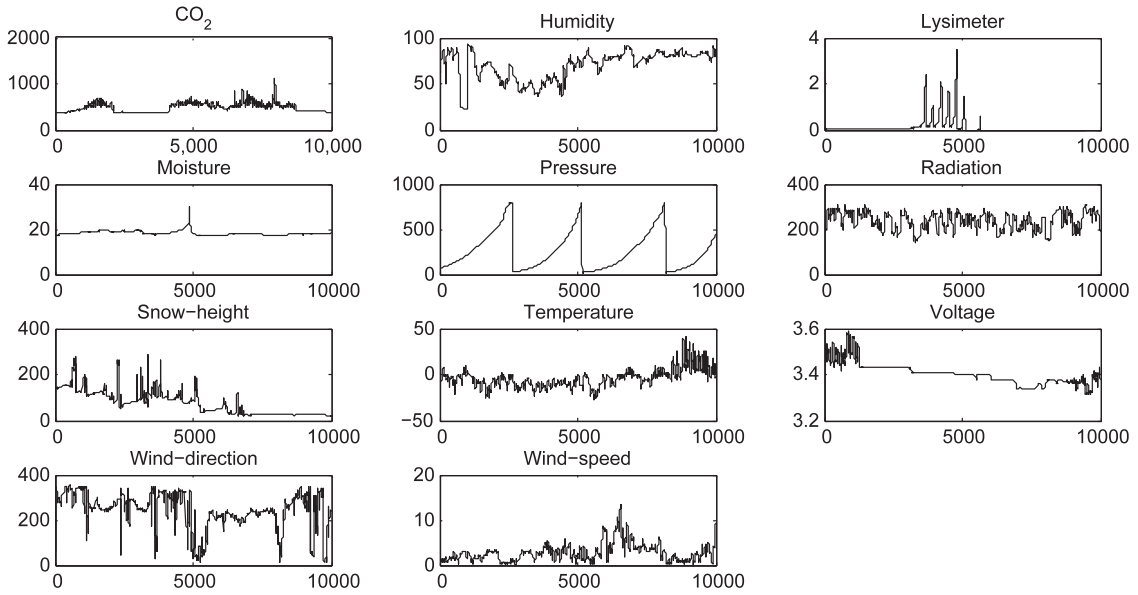 CO2 Humidity Lysimeter
2000 100 4
1000 50 2
0 0 0
0 5,000 10,000 0 5000 10000 0 5000 10000
Moisture Pressure Radiation
40 1000 400
20 500 200
0 0 0
0 5000 10000 0 5000 10000 0 5000 10000
Snow−height Temperature Voltage
400 50 3.6
200 0 3.4
0 −50 3.2
0 5000 10000 0 5000 10000 0 5000 10000
Wind−direction Wind−speed
400 20
200 10
0 0
0 5000 10000 0 5000 10000